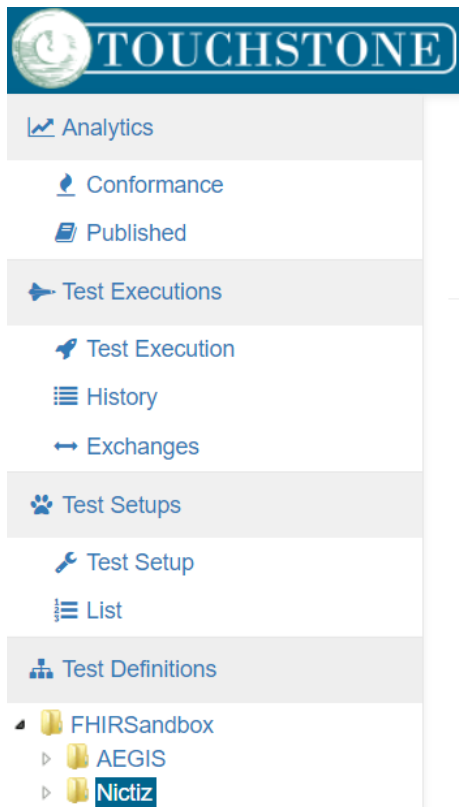 TOUCHSTONE
Analytics
Conformance
Published
Test Executions
Test Execution
History
Exchanges
Test Setups
Test Setup
List
Test Definitions
FHIRSandbox
AEGIS
Nictiz